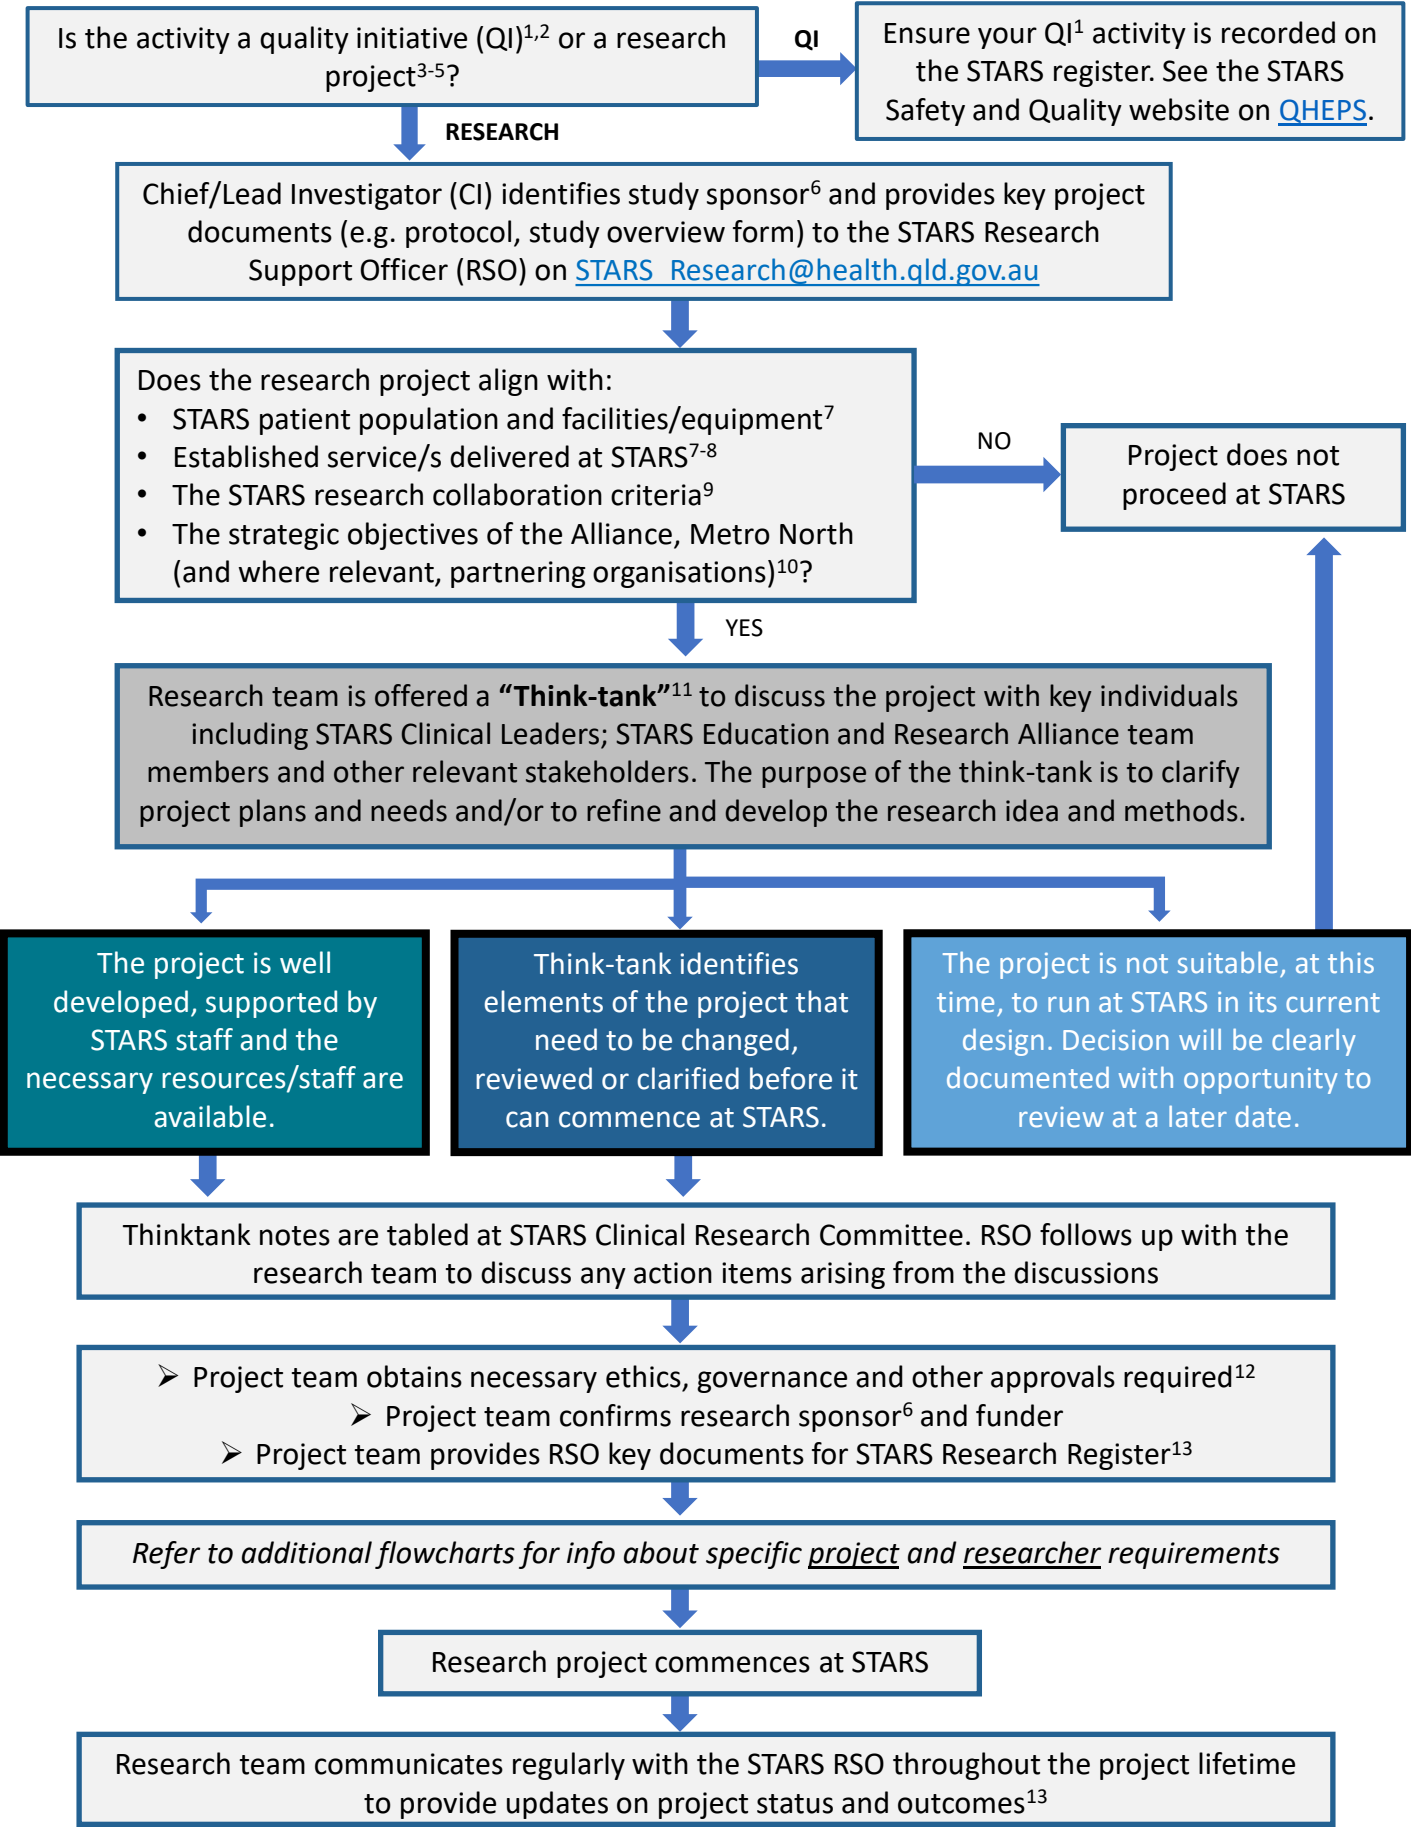 Is the activity a quality initiative (QI)1,2 or a research
project3-5?
QI
Ensure your QI1 activity is recorded on
the STARS register. See the STARS
Safety and Quality website on QHEPS.
RESEARCH
Chief/Lead Investigator (CI) identifies study sponsor6 and provides key project
documents (e.g. protocol, study overview form) to the STARS Research
Support Officer (RSO) on STARS_Research@health.qld.gov.au
Does the research project align with:
• STARS patient population and facilities/equipment7
• Established service/s delivered at STARS7-8
• The STARS research collaboration criteria9
• The strategic objectives of the Alliance, Metro North
(and where relevant, partnering organisations)10?
NO
Project does not
proceed at STARS
YES
Research team is offered a “Think-tank”11 to discuss the project with key individuals
including STARS Clinical Leaders; STARS Education and Research Alliance team
members and other relevant stakeholders. The purpose of the think-tank is to clarify
project plans and needs and/or to refine and develop the research idea and methods.
The project is well
developed, supported by
STARS staff and the
necessary resources/staff are
available.
Think-tank identifies
elements of the project that
need to be changed,
reviewed or clarified before it
can commence at STARS.
The project is not suitable, at this
time, to run at STARS in its current
design. Decision will be clearly
documented with opportunity to
review at a later date.
Thinktank notes are tabled at STARS Clinical Research Committee. RSO follows up with the
research team to discuss any action items arising from the discussions
➢ Project team obtains necessary ethics, governance and other approvals required12
➢ Project team confirms research sponsor6 and funder
➢ Project team provides RSO key documents for STARS Research Register13
Refer to additional flowcharts for info about specific project and researcher requirements
Research project commences at STARS
Research team communicates regularly with the STARS RSO throughout the project lifetime
to provide updates on project status and outcomes13